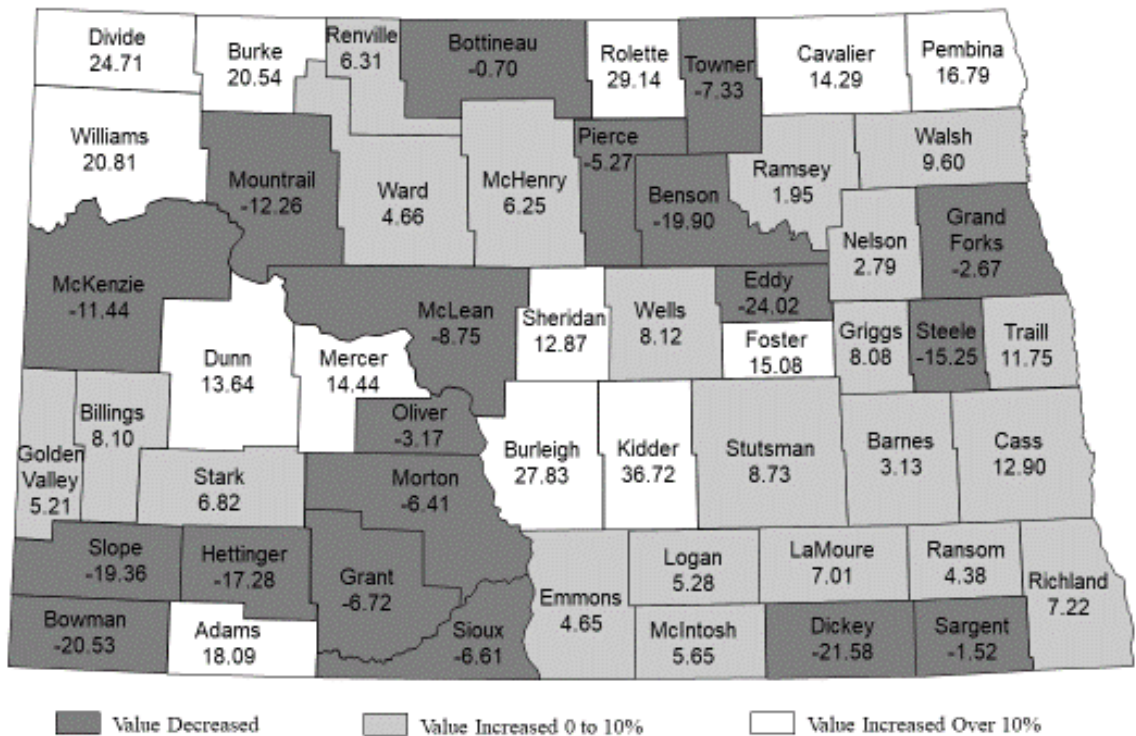 Divide
24.71
Burke
20.54
Renville
6.31
Bottineau
-0.70
Rolette
29.14
Towner
-7.33
Cavalier
14.29
Pembina
16.79
Williams
20.81
Mountrail
-12.26
Ward
4.66
McHenry
6.25
Pierce
-5.27
Benson
-19.90
Ramsey
1.95
Walsh
9.60
Nelson
2.79
Grand
Forks
-2.67
McKenzie
-11.44
Dunn
13.64
Mercer
14.44
McLean
-8.75
Sheridan
12.87
Wells
8.12
Eddy
-24.02
Foster
15.08
Griggs
8.08
Steele
-15.25
Traill
11.75
Golden
Valley
5.21
Billings
8.10
Stark
6.82
Oliver
-3.17
Morton
-6.41
Burleigh
27.83
Kidder
36.72
Stutsman
8.73
Barnes
3.13
Cass
12.90
Slope
-19.36
Hettinger
-17.28
Grant
-6.72
Bowman
-20.53
Adams
18.09
Sioux
-6.61
Emmons
4.65
Logan
5.28
McIntosh
5.65
LaMoure
7.01
Dickey
-21.58
Ransom
4.38
Sargent
-1.52
Richland
7.22
Value Decreased
Value Increased 0 to 10%
Value Increased Over 10%